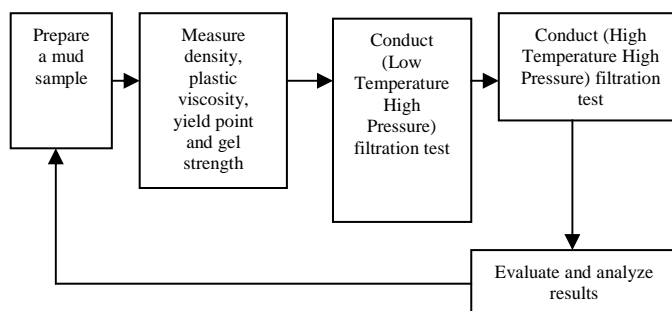 Prepare
a mud
sample
Measure
density,
plastic
viscosity,
yield point
and gel
strength
Conduct
(Low
Temperature
High
Pressure)
filtration test
Conduct (High
Temperature High
Pressure) filtration
test
Evaluate and analyze
results